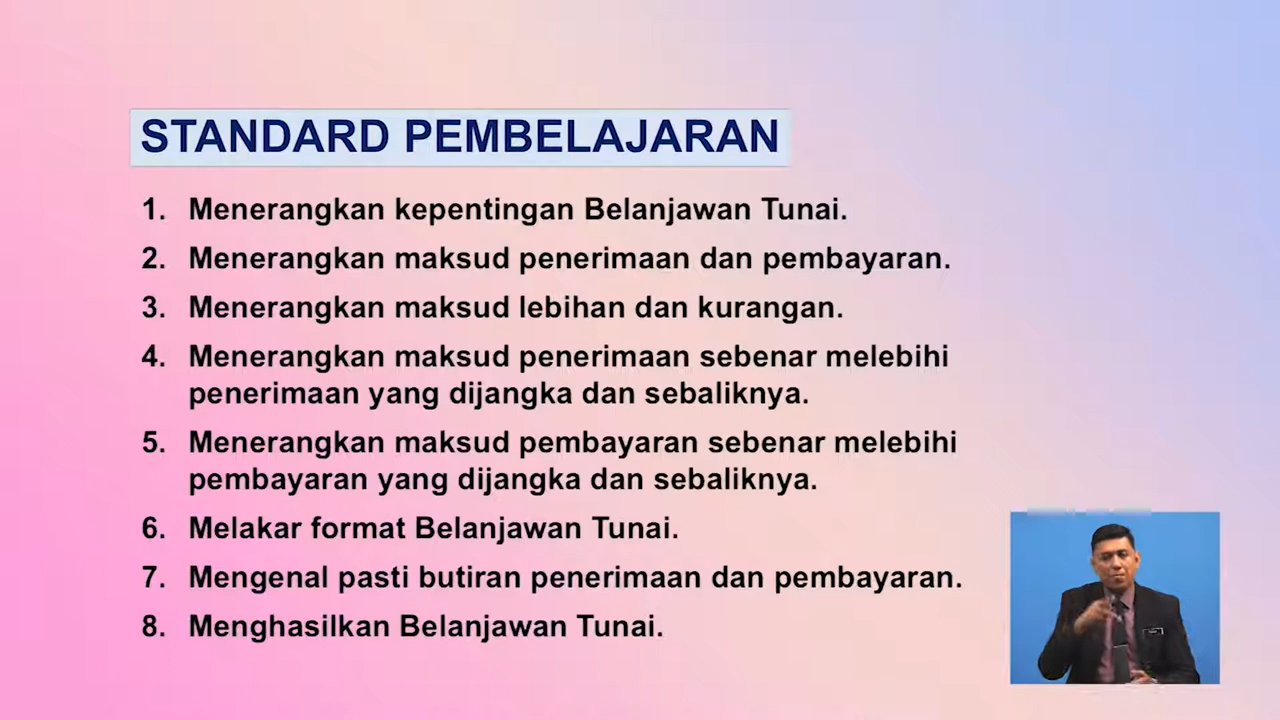 STANDARD PEMBELAJARAN
1. Menerangkan kepentingan Belanjawan Tunai.
2. Menerangkan maksud penerimaan dan pembayaran.
3. Menerangkan maksud lebihan dan kurangan.
4. Menerangkan maksud penerimaan sebenar melebihi
penerimaan yang dijangka dan sebaliknya.
5. Menerangkan maksud pembayaran sebenar melebihi
pembayaran yang dijangka dan sebaliknya.
6. Melakar format Belanjawan Tunai.
7. Mengenal pasti butiran penerimaan dan pembayaran.
8. Menghasilkan Belanjawan Tunai.